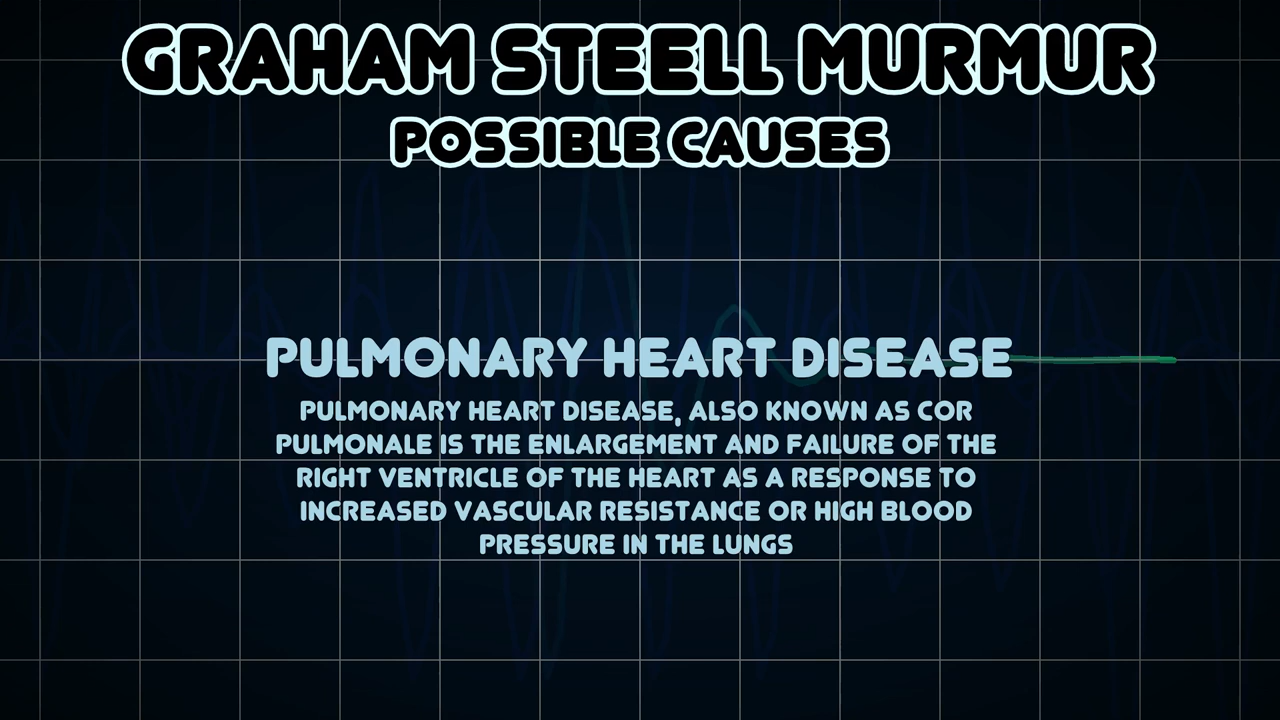 GRAHAM STEELL MURMUR
POSSIBLE CAUSES
PULMONARY HEART DISEASE
PULMONARY HEART DISEASE, ALSO KNOWN AS COR
PULMONALE IS THE ENLARGEMENT AND FAILURE OF THE
RIGHT VENTRICLE OF THE HEART AS A RESPONSE TO
INCREASED VASCULAR RESISTANCE OR HIGH BLOOD
PRESSURE IN THE LUNGS